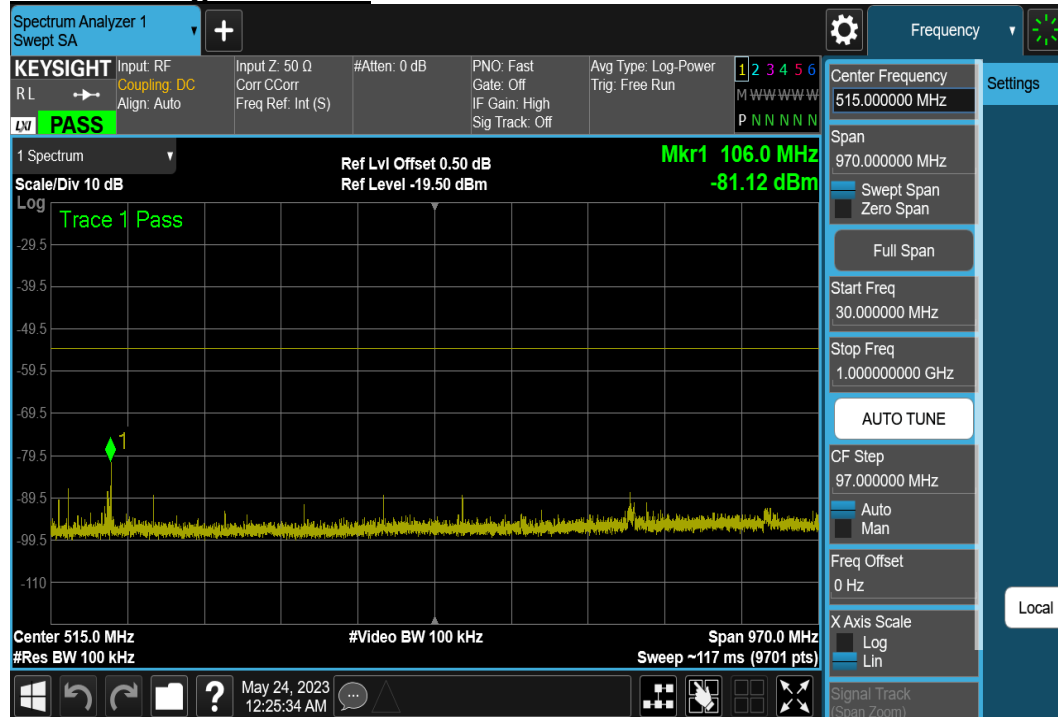 Spectrum Analyzer 1
Swept SA
+
Frequency
KEYSIGHT
R L
LXI PASS
Input: RF
Coupling: DC
Align: Auto
Input Z: 50 Ω
Corr CCorr
Freq Ref: Int (S)
#Atten: 0 dB
PNO: Fast
Gate: Off
IF Gain: High
Sig Track: Off
Avg Type: Log-Power
Trig: Free Run
1 2 3 4 5 6
M W W W W W
P N N N N N
1 Spectrum
Scale/Div 10 dB
Ref Lvl Offset 0.50 dB
Ref Level -19.50 dBm
Mkr1 106.0 MHz
-81.12 dBm
Log
Trace 1 Pass
-29.5
-39.5
-49.5
-59.5
-69.5
1
-79.5
-89.5
-99.5
-110
Center 515.0 MHz
#Res BW 100 kHz
#Video BW 100 kHz
Span 970.0 MHz
Sweep ~117 ms (9701 pts)
?
May 24, 2023
12:25:34 AM
Center Frequency
515.000000 MHz
Span
970.000000 MHz
Swept Span
Zero Span
Full Span
Start Freq
30.000000 MHz
Stop Freq
1.000000000 GHz
AUTO TUNE
CF Step
97.000000 MHz
Auto
Man
Freq Offset
0 Hz
X Axis Scale
Log
Lin
Signal Track
(Span Zoom)
Settings
Local